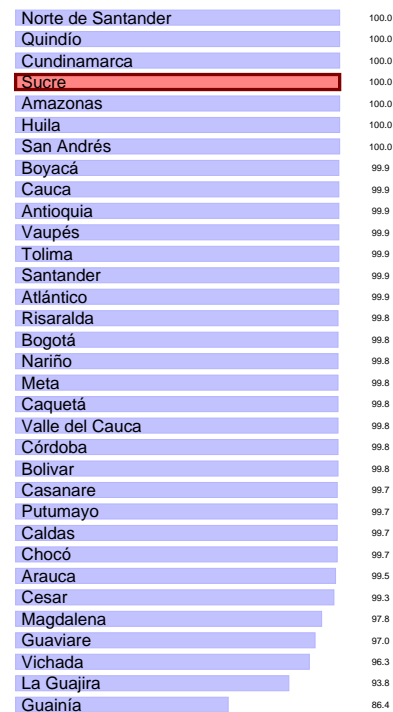 Norte de Santander 100.0
Quindío 100.0
Cundinamarca 100.0
Sucre 100.0
Amazonas 100.0
Huila 100.0
San Andrés 100.0
Boyacá 99.9
Cauca 99.9
Antioquia 99.9
Vaupés 99.9
Tolima 99.9
Santander 99.9
Atlántico 99.9
Risaralda 99.8
Bogotá 99.8
Nariño 99.8
Meta 99.8
Caquetá 99.8
Valle del Cauca 99.8
Córdoba 99.8
Bolivar 99.8
Casanare 99.7
Putumayo 99.7
Caldas 99.7
Chocó 99.7
Arauca 99.5
Cesar 99.3
Magdalena 97.8
Guaviare 97.0
Vichada 96.3
La Guajira 93.8
Guainía 86.4